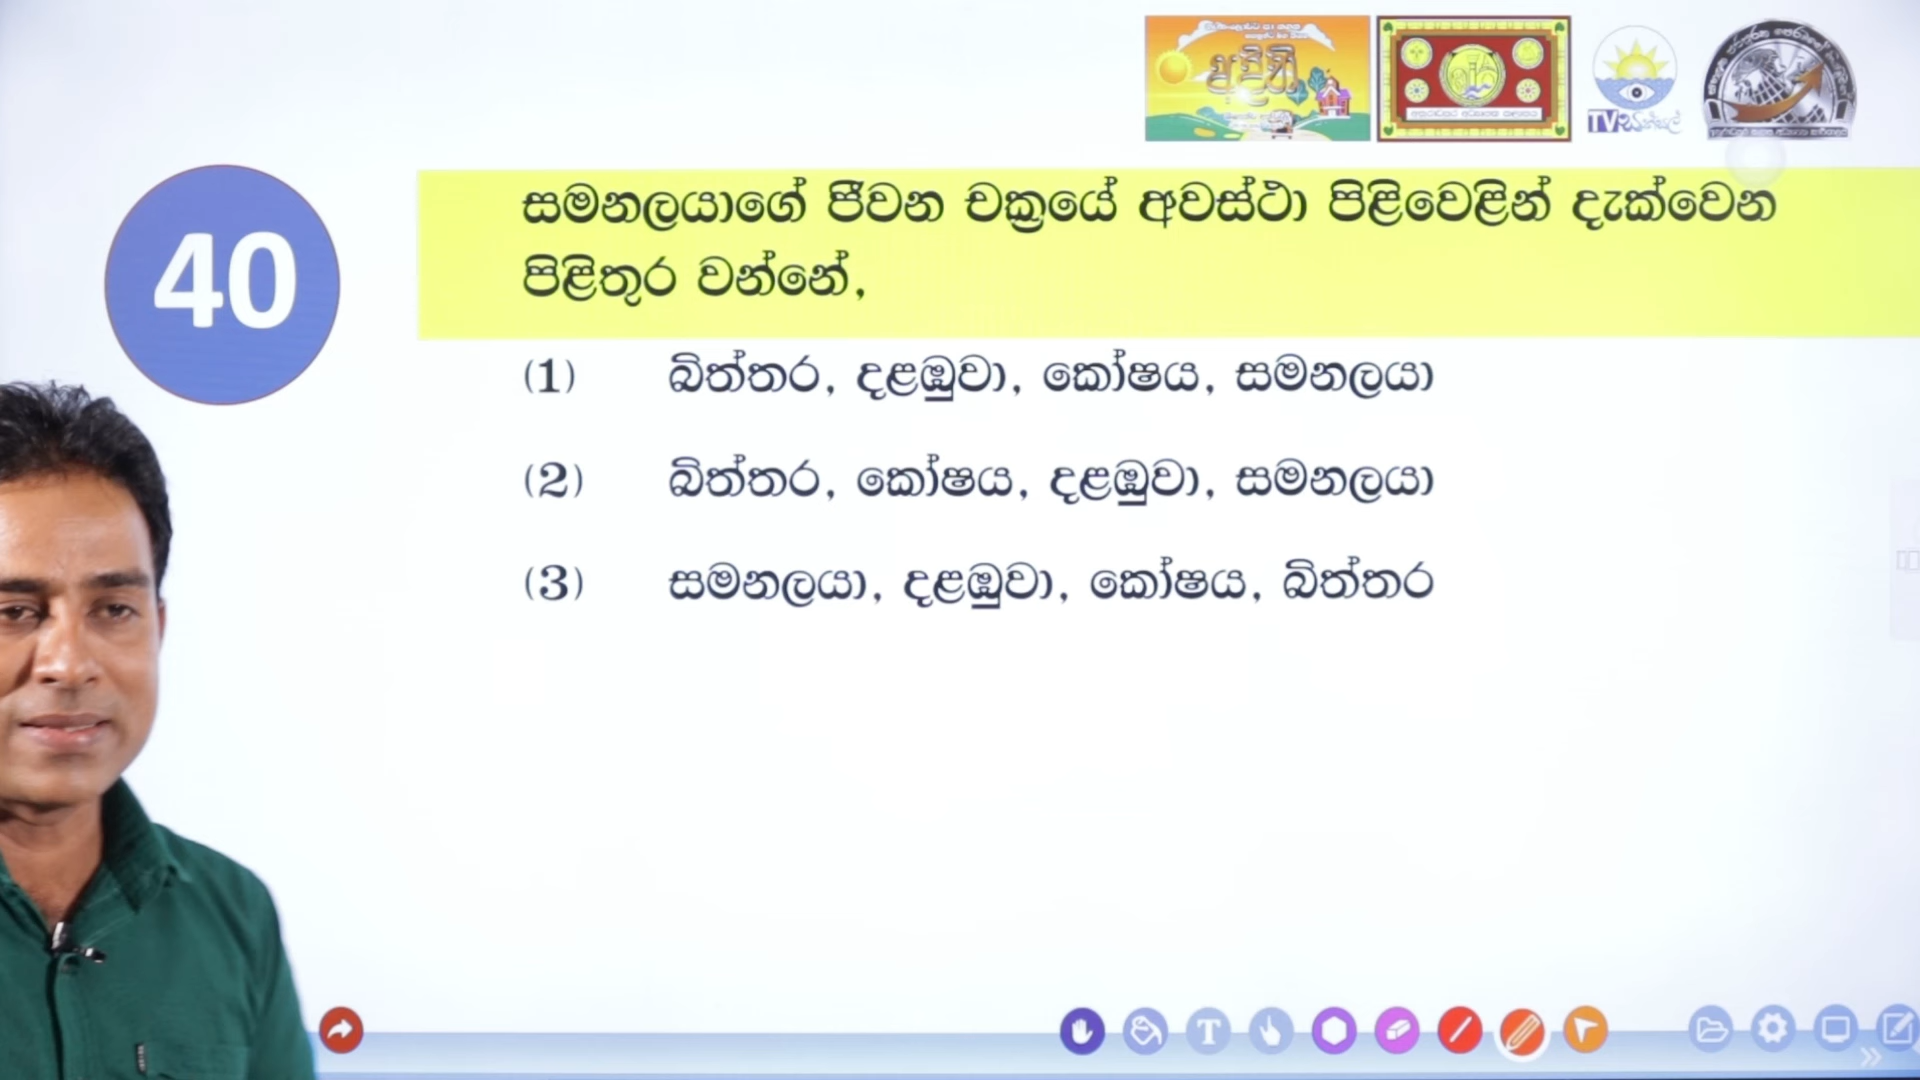 TV
40
සමනලයාගේ ජීවන චක්‍රයේ අවස්ථා පිළිවෙළින් දැක්වෙන
පිළිතුර වන්නේ,
(1) බිත්තර, දළඹුවා, කෝෂය, සමනලයා
(2) බිත්තර, කෝෂය, දළඹුවා, සමනලයා
(3) සමනලයා, දළඹුවා, කෝෂය, බිත්තර
T